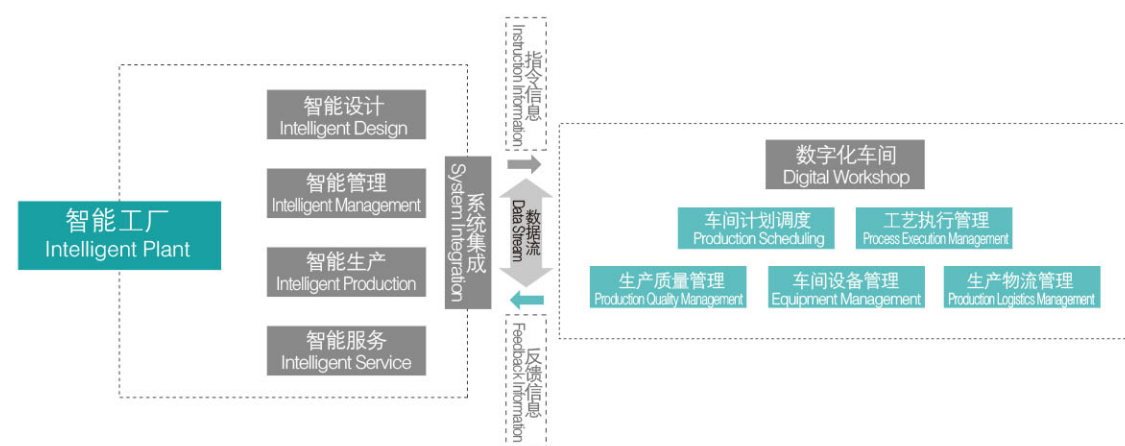 智能工厂
Intelligent Plant
智能设计
Intelligent Design
智能管理
Intelligent Management
智能生产
Intelligent Production
智能服务
Intelligent Service
系统集成
System Integration
指令信息
Instruction Information
数据流
Data Stream
反馈信息
Feedback Information
数字化车间
Digital Workshop
车间计划调度
Production Scheduling
工艺执行管理
Process Execution Management
生产质量管理
Production Quality Management
车间设备管理
Equipment Management
生产物流管理
Production Logistics Management